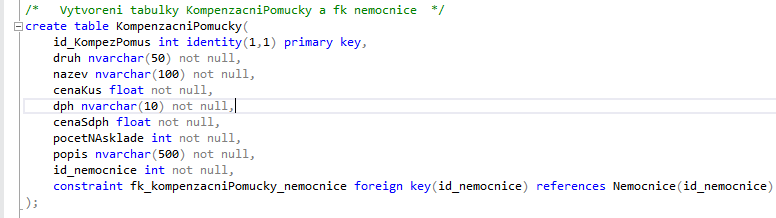 /*   Vytvoreni tabulky KompenzacniPomucky a fk nemocnice  */
create table KompenzacniPomucky(
    id_KompezPomus int identity(1,1) primary key,
    druh nvarchar(50) not null,
    nazev nvarchar(100) not null,
    cenaKus float not null,
    dph nvarchar(10) not null,
    cenaSdph float not null,
    pocetNAsklade int not null,
    popis nvarchar(500) not null,
    id_nemocnice int not null,
    constraint fk_kompenzacniPomucky_nemocnice foreign key(id_nemocnice) references Nemocnice(id_nemocnice)
);